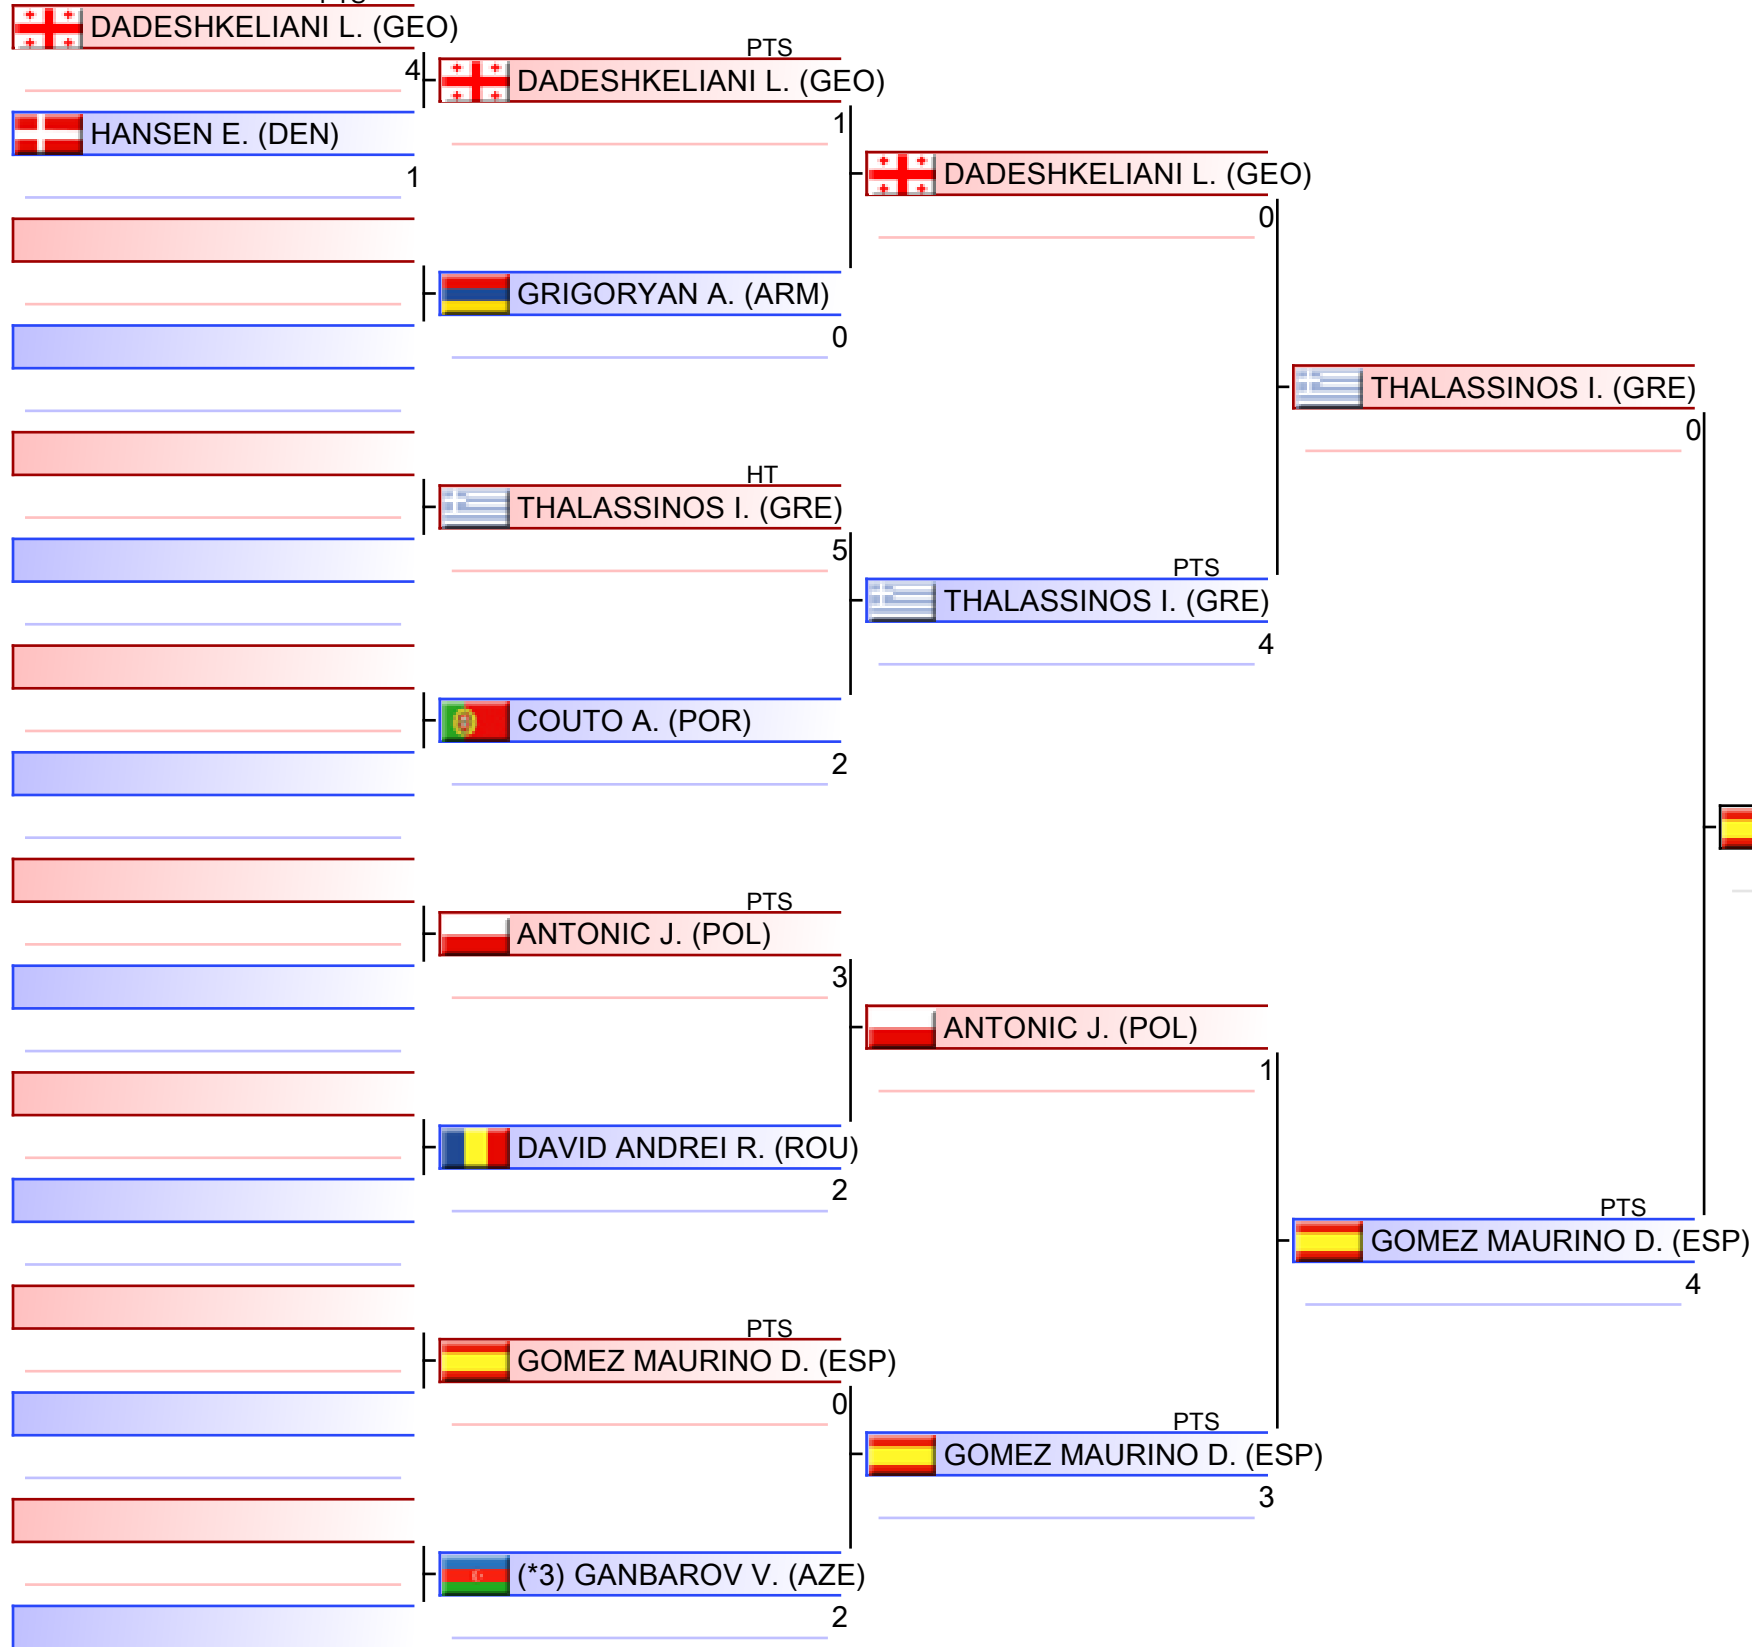 DADESHKELIANI L. (GEO)
4
HANSEN E. (DEN)
1
PTS
DADESHKELIANI L. (GEO)
1
GRIGORYAN A. (ARM)
0
HT
THALASSINOS I. (GRE)
5
COUTO A. (POR)
2
PTS
ANTONIC J. (POL)
3
DAVID ANDREI R. (ROU)
2
PTS
GOMEZ MAURINO D. (ESP)
0
(*3) GANBAROV V. (AZE)
2
DADESHKELIANI L. (GEO)
0
PTS
THALASSINOS I. (GRE)
4
ANTONIC J. (POL)
1
PTS
GOMEZ MAURINO D. (ESP)
3
THALASSINOS I. (GRE)
0
PTS
GOMEZ MAURINO D. (ESP)
4